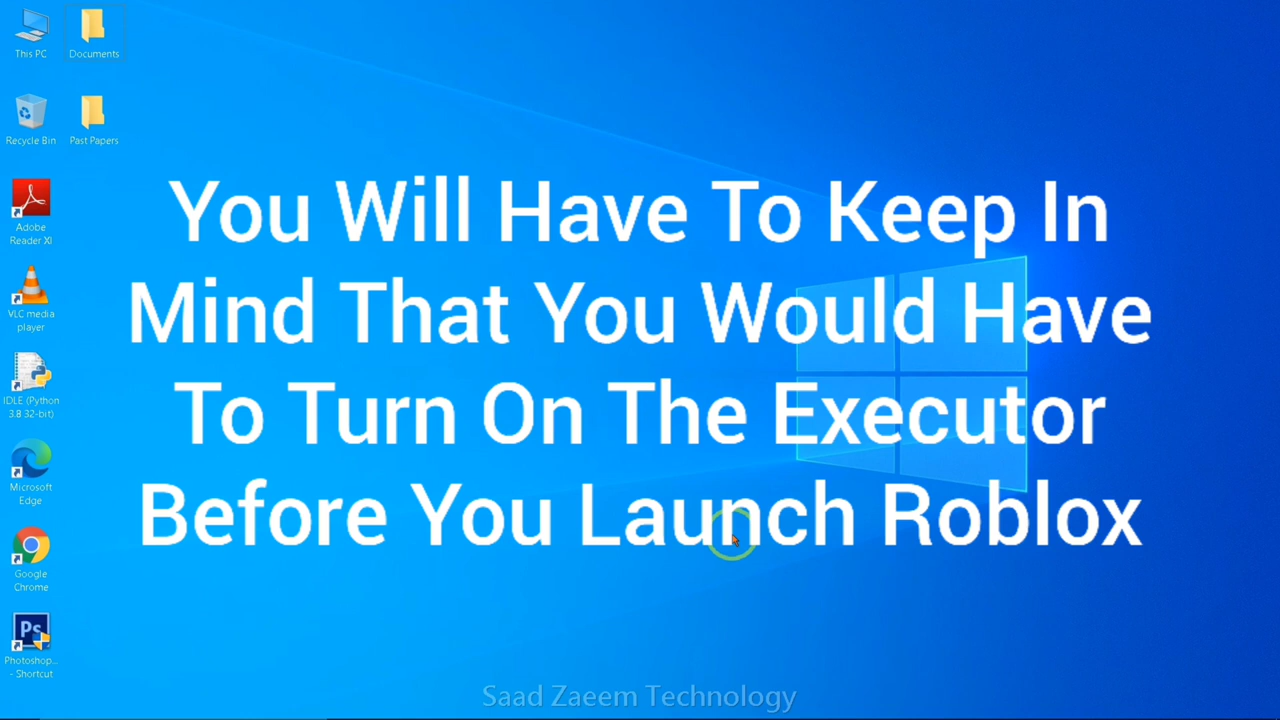 This PC
Documents
Recycle Bin
Past Papers
Adobe
Reader XI
VLC media
player
IDLE (Python
3.8 32-bit)
Microsoft
Edge
Google
Chrome
Ps
Photoshop...
- Shortcut
You Will Have To Keep In
Mind That You Would Have
To Turn On The Executor
Before You Launch Roblox
Saad Zaeem Technology